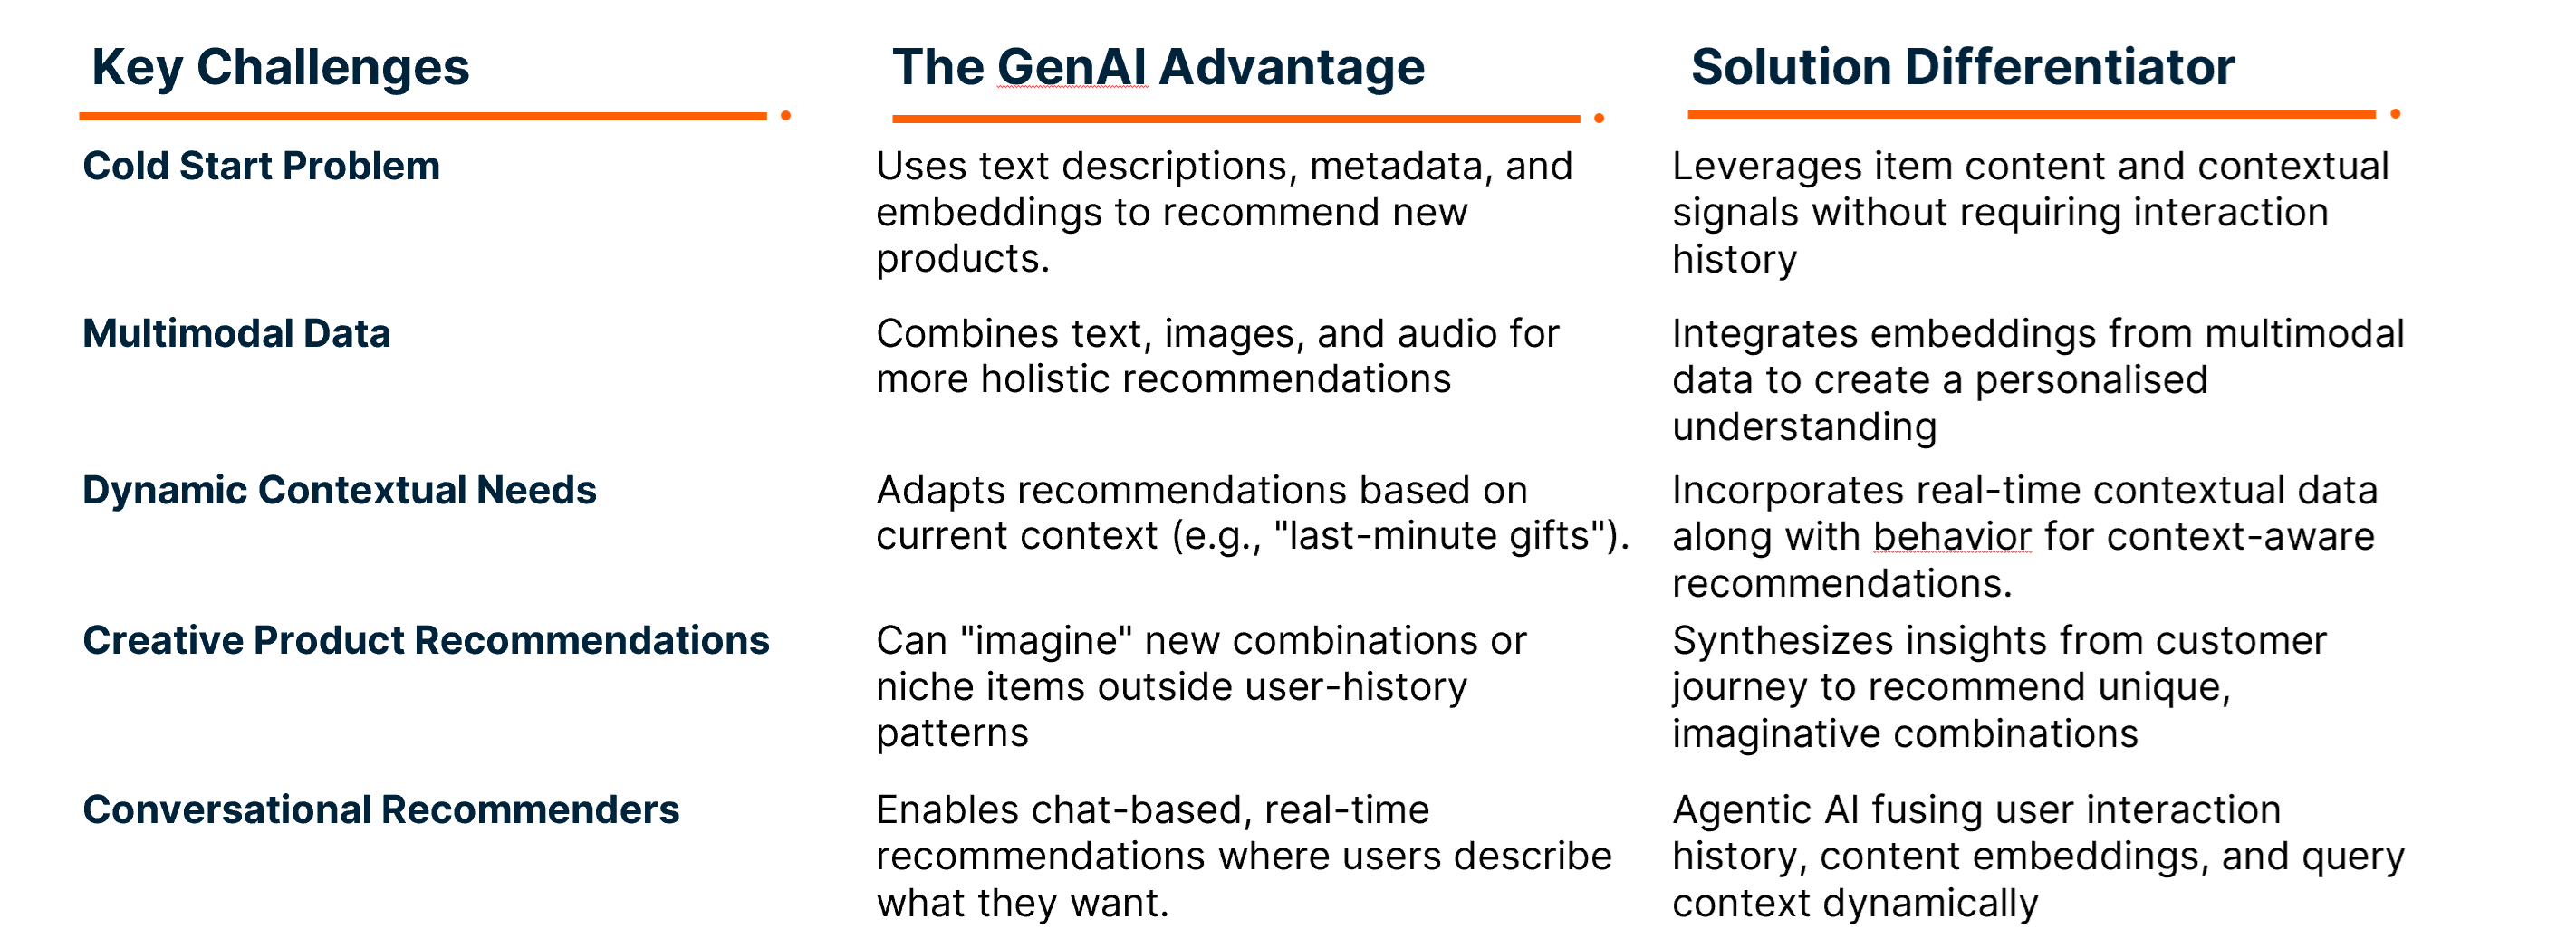 Key Challenges
The GenAI Advantage
Solution Differentiator
Cold Start Problem
Uses text descriptions, metadata, and
embeddings to recommend new
products.
Leverages item content and contextual
signals without requiring interaction
history
Multimodal Data
Combines text, images, and audio for
more holistic recommendations
Integrates embeddings from multimodal
data to create a personalised
understanding
Dynamic Contextual Needs
Adapts recommendations based on
current context (e.g., "last-minute gifts").
Incorporates real-time contextual data
along with behavior for context-aware
recommendations.
Creative Product Recommendations
Can "imagine" new combinations or
niche items outside user-history
patterns
Synthesizes insights from customer
journey to recommend unique,
imaginative combinations
Conversational Recommenders
Enables chat-based, real-time
recommendations where users describe
what they want.
Agentic AI fusing user interaction
history, content embeddings, and query
context dynamically